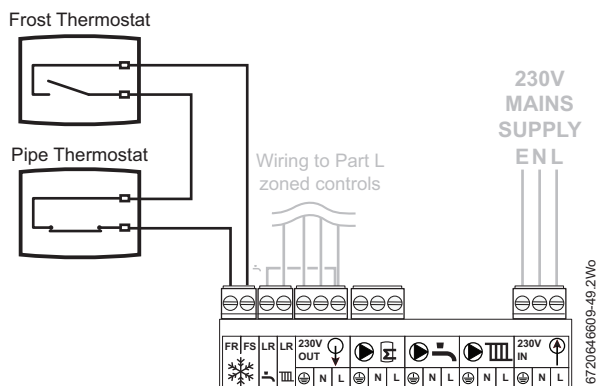 Frost Thermostat
Pipe Thermostat
Wiring to Part L
zoned controls
230V
MAINS
SUPPLY
E N L
FR FS LR LR 230V OUT 230V IN
N L N L N L N L N L
6720646609-49.2Wo